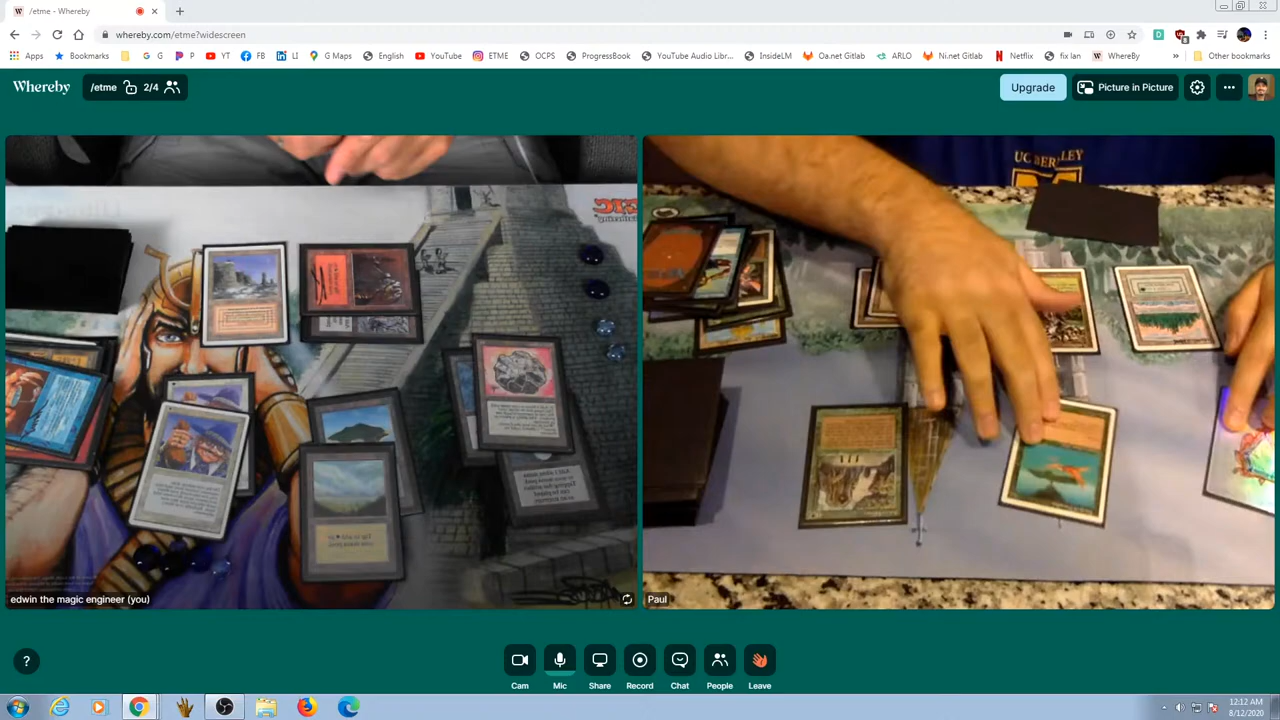 /etme - Whereby
whereby.com/etme?widescreen
Apps
Bookmarks
G
G
P
YT
FB
LI
G Maps
English
YouTube
ETME
OCPS
ProgressBook
YouTube Audio Lib...
InsideLM
Oa.net Gitlab
ARLO
Ni.net Gitlab
Netflix
fix lan
WhereBy
»
Other bookmarks
Whereby
/etme
2/4
Upgrade
Picture in Picture
UC BERKELEY
edwin the magic engineer (you)
Paul
?
Cam
Mic
Share
Record
Chat
People
Leave
12:12 AM
8/12/2020